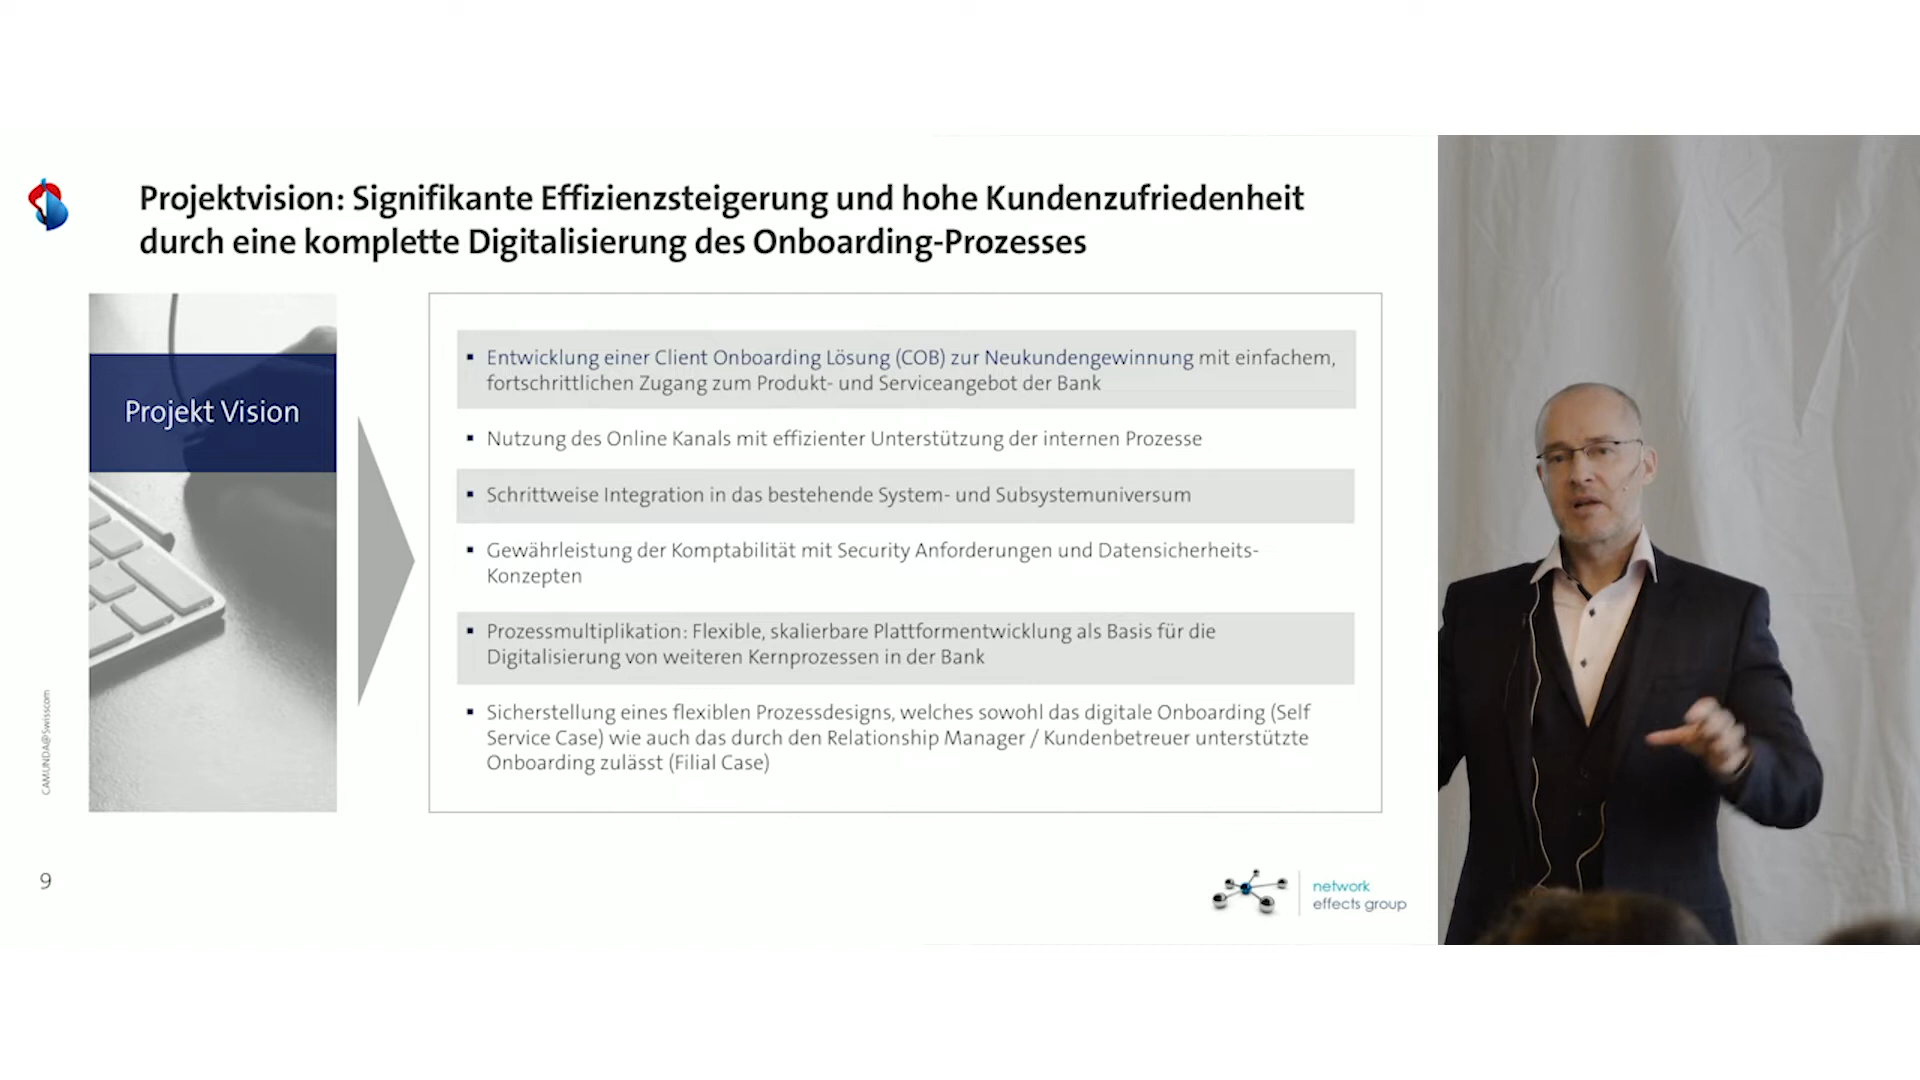 Projektvision: Signifikante Effizienzsteigerung und hohe Kundenzufriedenheit
durch eine komplette Digitalisierung des Onboarding-Prozesses
Projekt Vision
▪ Entwicklung einer Client Onboarding Lösung (COB) zur Neukundengewinnung mit einfachem,
fortschrittlichen Zugang zum Produkt- und Serviceangebot der Bank
▪ Nutzung des Online Kanals mit effizienter Unterstützung der internen Prozesse
▪ Schrittweise Integration in das bestehende System- und Subsystemuniversum
▪ Gewährleistung der Komptabilität mit Security Anforderungen und Datensicherheits-
Konzepten
▪ Prozessmultiplikation: Flexible, skalierbare Plattformentwicklung als Basis für die
Digitalisierung von weiteren Kernprozessen in der Bank
▪ Sicherstellung eines flexiblen Prozessdesigns, welches sowohl das digitale Onboarding (Self
Service Case) wie auch das durch den Relationship Manager / Kundenbetreuer unterstützte
Onboarding zulässt (Filial Case)
CAMUNDA@Swisscom
9
network
effects group